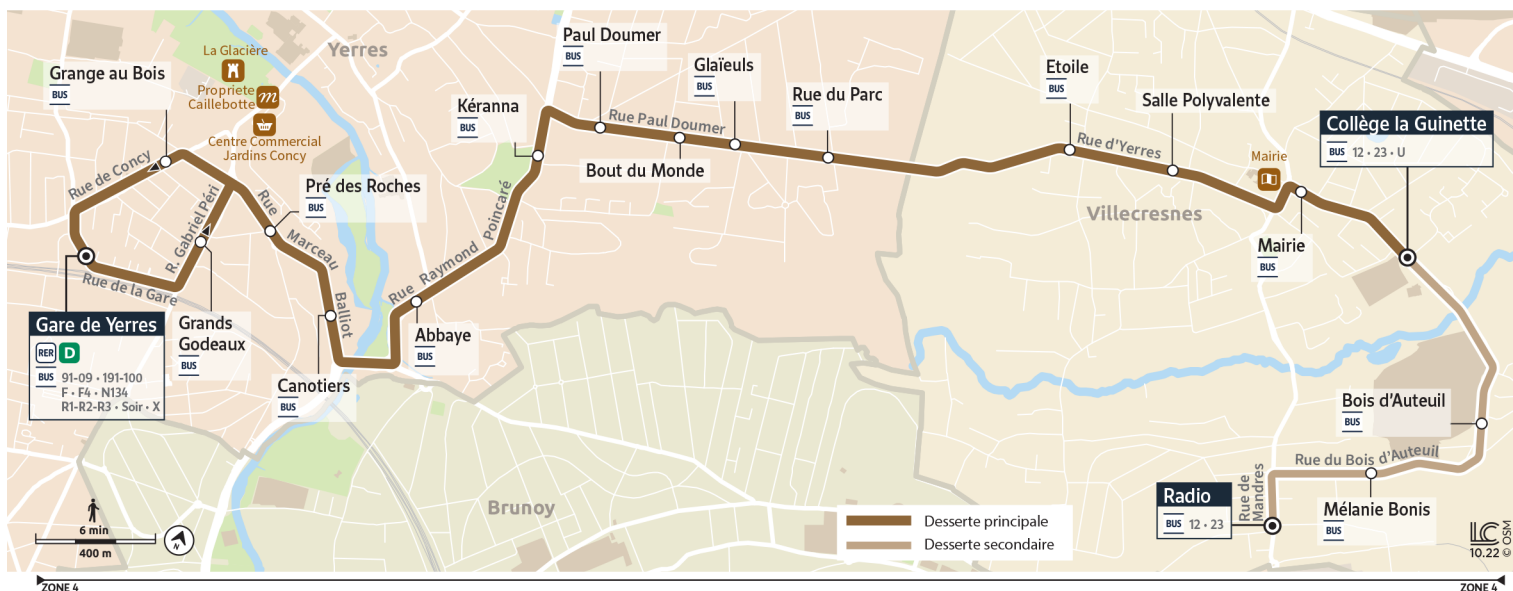 Yerres
La Glacière
Propriete
Caillebotte
Centre Commercial
Jardins Concy
Grange au Bois
BUS
Rue de Concy
R. Gabriel Péri
Rue de la Gare
Gare de Yerres
RER D
BUS 91-09 • 191-100
F • F4 • N134
R1-R2-R3 • Soir • X
Grands
Godeaux
BUS
Pré des Roches
BUS
Rue Marceau Balliot
Canotiers
BUS
Abbaye
BUS
Rue Raymond Poincaré
Kéranna
BUS
Paul Doumer
BUS
Rue Paul Doumer
Bout du Monde
Glaïeuls
BUS
Rue du Parc
BUS
Etoile
BUS
Rue d'Yerres
Salle Polyvalente
Villecresnes
Mairie
Mairie
BUS
Collège la Guinette
BUS 12 • 23 • U
Bois d'Auteuil
BUS
Rue du Bois d'Auteuil
Mélanie Bonis
BUS
Rue de
Mandres
Radio
BUS 12 • 23
Brunoy
Desserte principale
Desserte secondaire
6 min
400 m
N
LC
10.22 © OSM
ZONE 4
ZONE 4